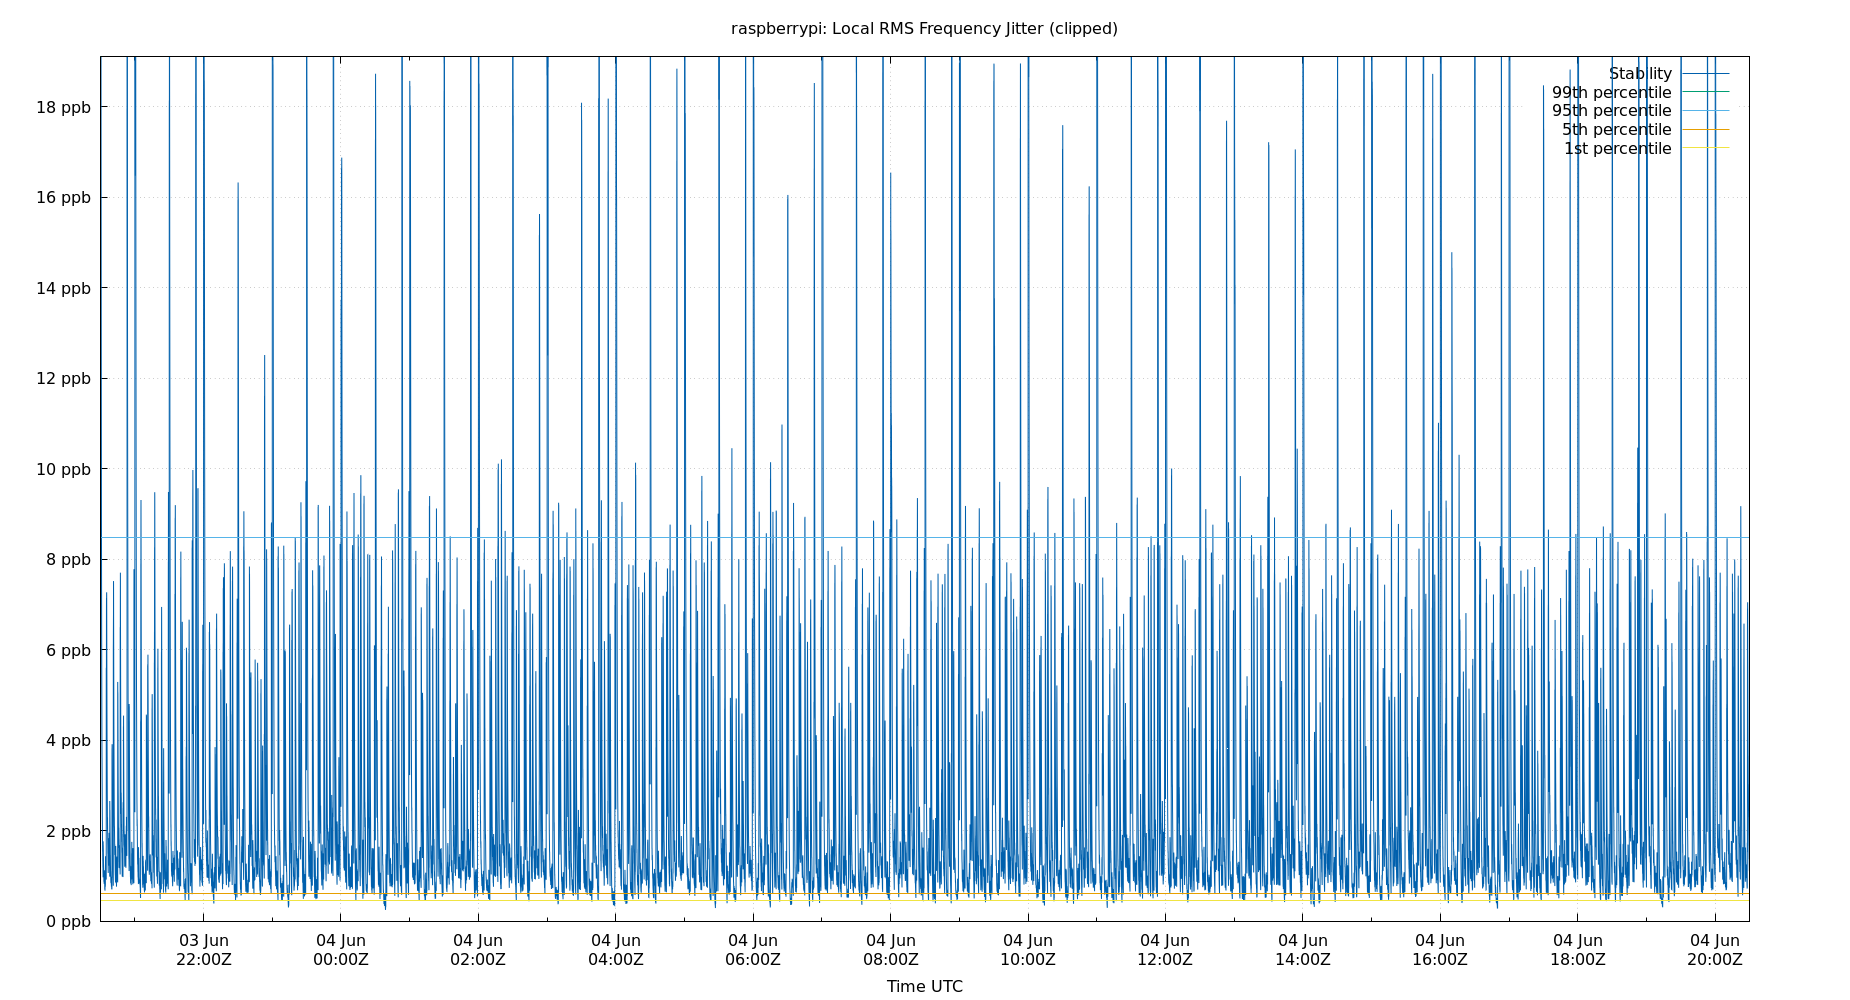 raspberrypi: Local RMS Frequency Jitter (clipped)
Stability
99th percentile
95th percentile
5th percentile
1st percentile
18 ppb
16 ppb
14 ppb
12 ppb
10 ppb
8 ppb
6 ppb
4 ppb
2 ppb
0 ppb
03 Jun 04 Jun 04 Jun 04 Jun 04 Jun 04 Jun 04 Jun 04 Jun 04 Jun 04 Jun 04 Jun 04 Jun
22:00Z 00:00Z 02:00Z 04:00Z 06:00Z 08:00Z 10:00Z 12:00Z 14:00Z 16:00Z 18:00Z 20:00Z
Time UTC